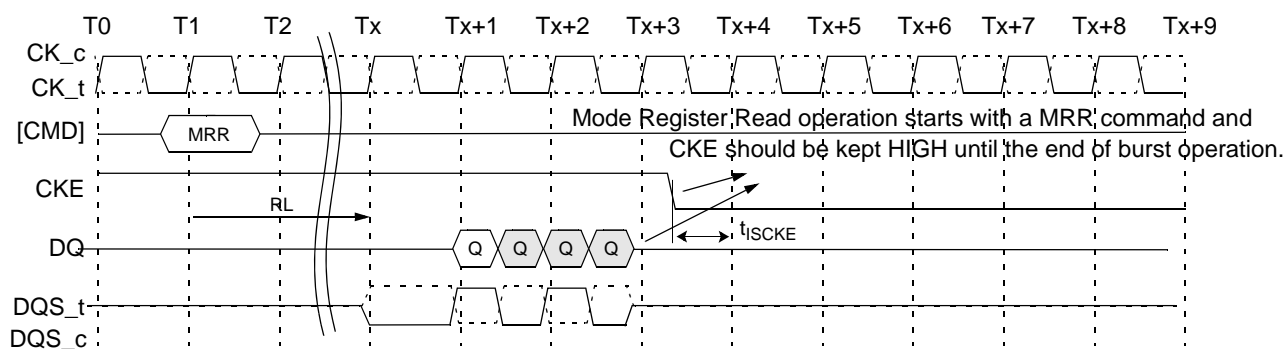 T0 T1 T2 Tx Tx+1 Tx+2 Tx+3 Tx+4 Tx+5 Tx+6 Tx+7 Tx+8 Tx+9
CK_c
CK_t
[CMD] MRR
Mode Register Read operation starts with a MRR command and
CKE should be kept HIGH until the end of burst operation.
CKE
RL
tISCKE
DQ Q Q Q Q
DQS_t
DQS_c